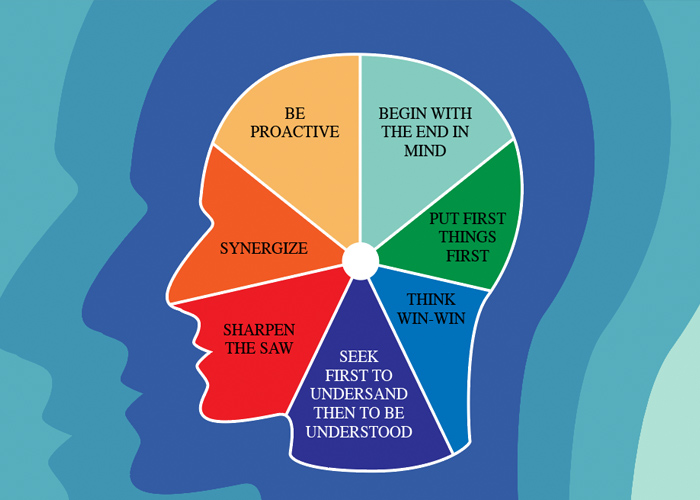 BE
PROACTIVE
BEGIN WITH
THE END IN
MIND
PUT FIRST
THINGS
FIRST
THINK
WIN-WIN
SEEK
FIRST TO
UNDERSAND
THEN TO BE
UNDERSTOOD
SHARPEN
THE SAW
SYNERGIZE